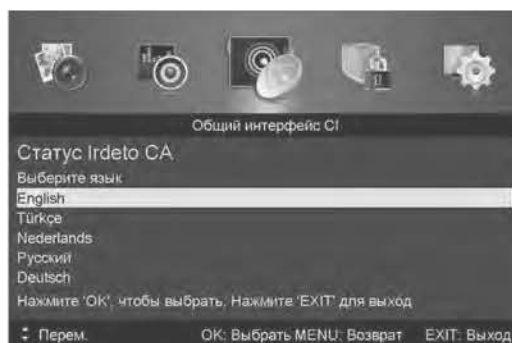 Общий интерфейс CI
Статус Irdeto CA
Выберите язык
English
Türkçe
Nederlands
Русский
Deutsch
Нажмите 'OK', чтобы выбрать. Нажмите 'EXIT' для выход
Перем. OK: Выбрать MENU: Возврат EXIT: Выход